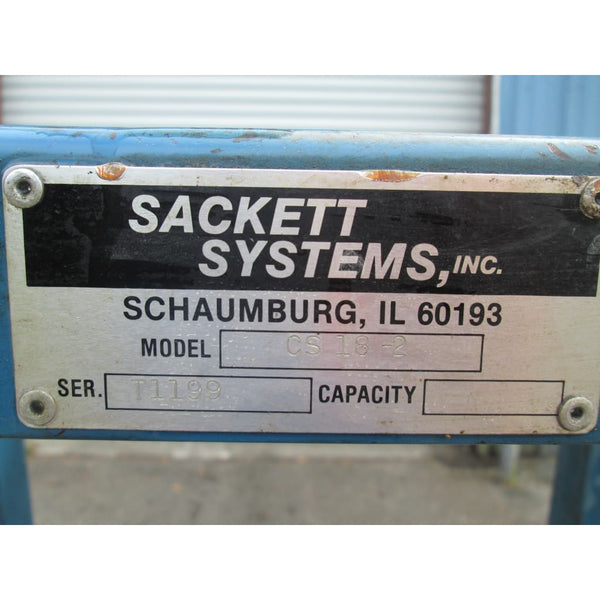 SACKETT
SYSTEMS, INC.
SCHAUMBURG, IL 60193
MODEL CS 18-2
SER. T1199 CAPACITY